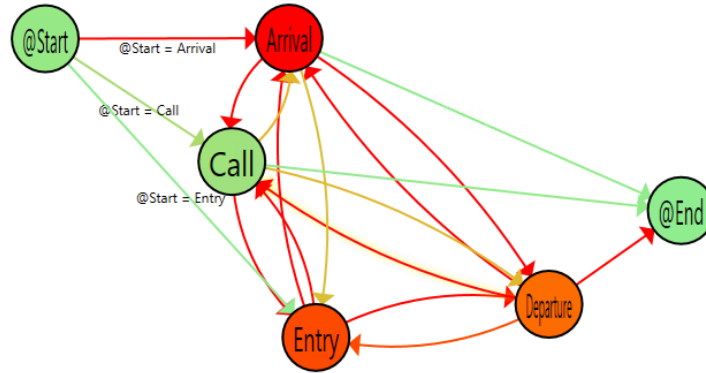 @Start
Arrival
@Start = Arrival
@Start = Call
Call
@Start = Entry
@End
Departure
Entry